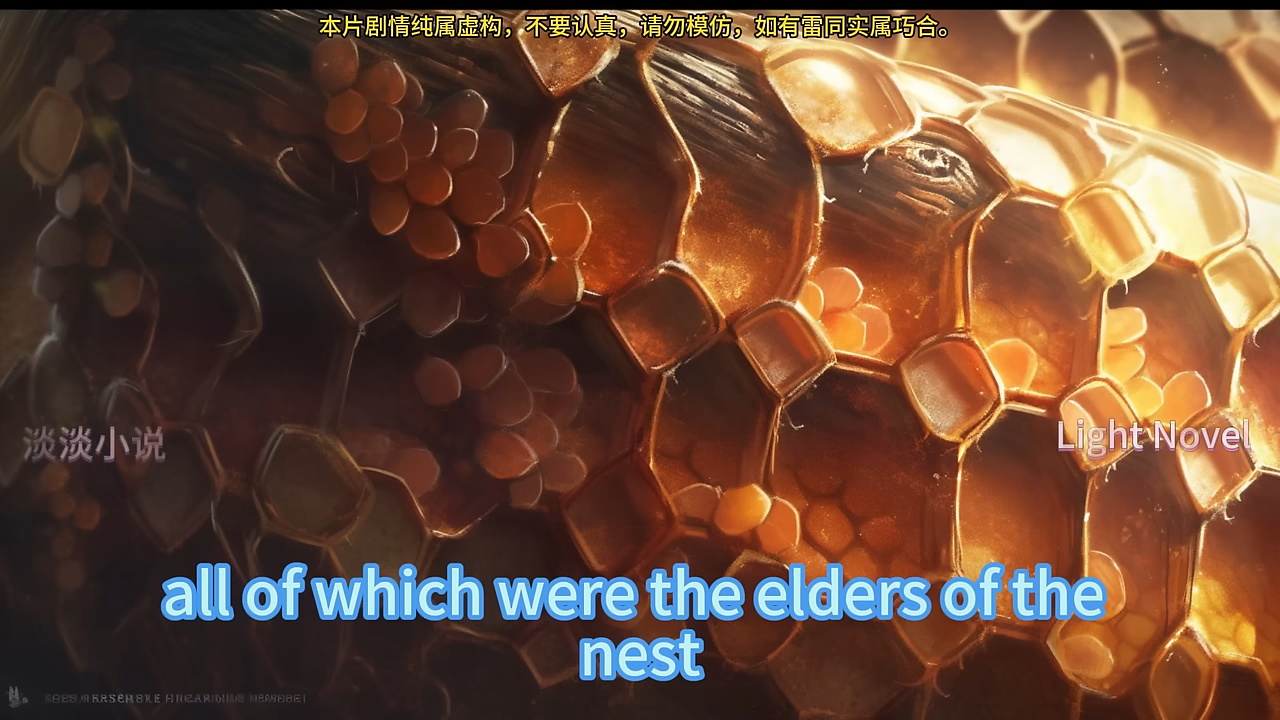 本片剧情纯属虚构，不要认真，请勿模仿，如有雷同实属巧合。
淡淡小说
Light Novel
all of which were the elders of the
nest